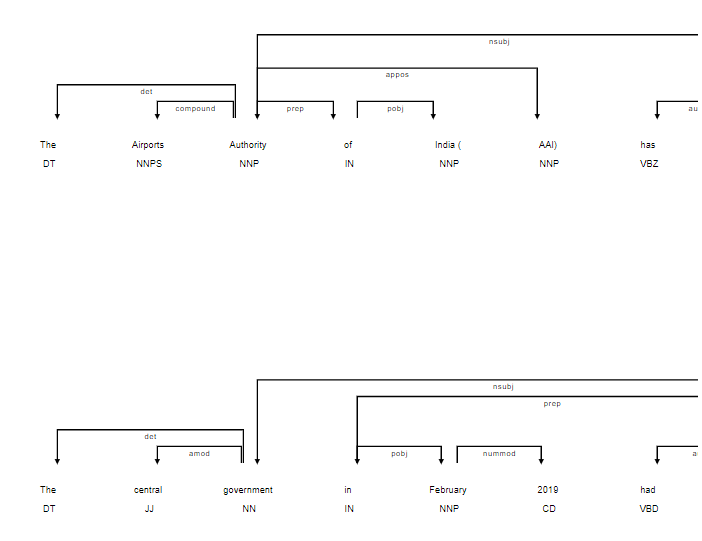 nsubj
appos
det
compound prep pobj au
The Airports Authority of India ( AAI) has
DT NNPS NNP IN NNP NNP VBZ
nsubj
prep
det
amod pobj nummod a
The central government in February 2019 had
DT JJ NN IN NNP CD VBD